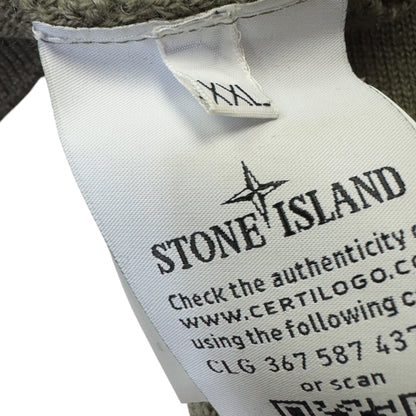 XXL
STONE ISLAND
Check the authenticity
WWW.CERTILOGO.CO
using the following c
CLG 367 587 437
or scan